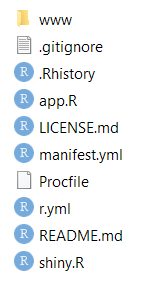 www
.gitignore
R .Rhistory
R app.R
R LICENSE.md
R manifest.yml
Procfile
R r.yml
R README.md
R shiny.R